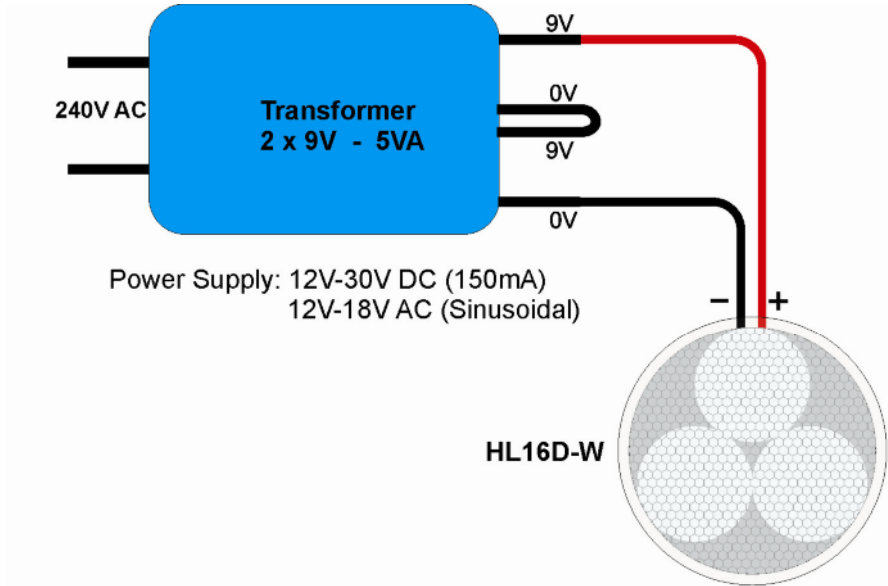 9V
240V AC
Transformer
2 x 9V - 5VA
0V
9V
0V
Power Supply: 12V-30V DC (150mA)
12V-18V AC (Sinusoidal)
− +
HL16D-W